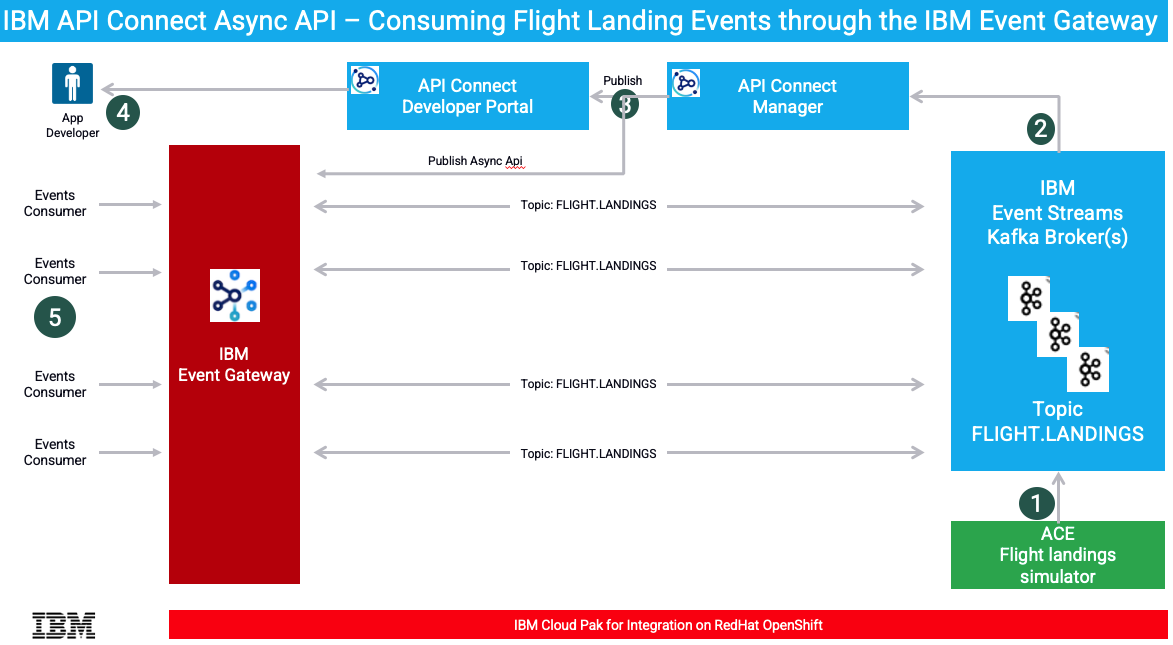 IBM API Connect Async API – Consuming Flight Landing Events through the IBM Event Gateway
App
Developer
4
API Connect
Developer Portal
Publish
3
API Connect
Manager
2
Publish Async Api
Events
Consumer
Topic: FLIGHT.LANDINGS
Events
Consumer
Topic: FLIGHT.LANDINGS
5
IBM
Event Gateway
Events
Consumer
Topic: FLIGHT.LANDINGS
Events
Consumer
Topic: FLIGHT.LANDINGS
IBM
Event Streams
Kafka Broker(s)
Topic
FLIGHT.LANDINGS
1
ACE
Flight landings
simulator
IBM
IBM Cloud Pak for Integration on RedHat OpenShift